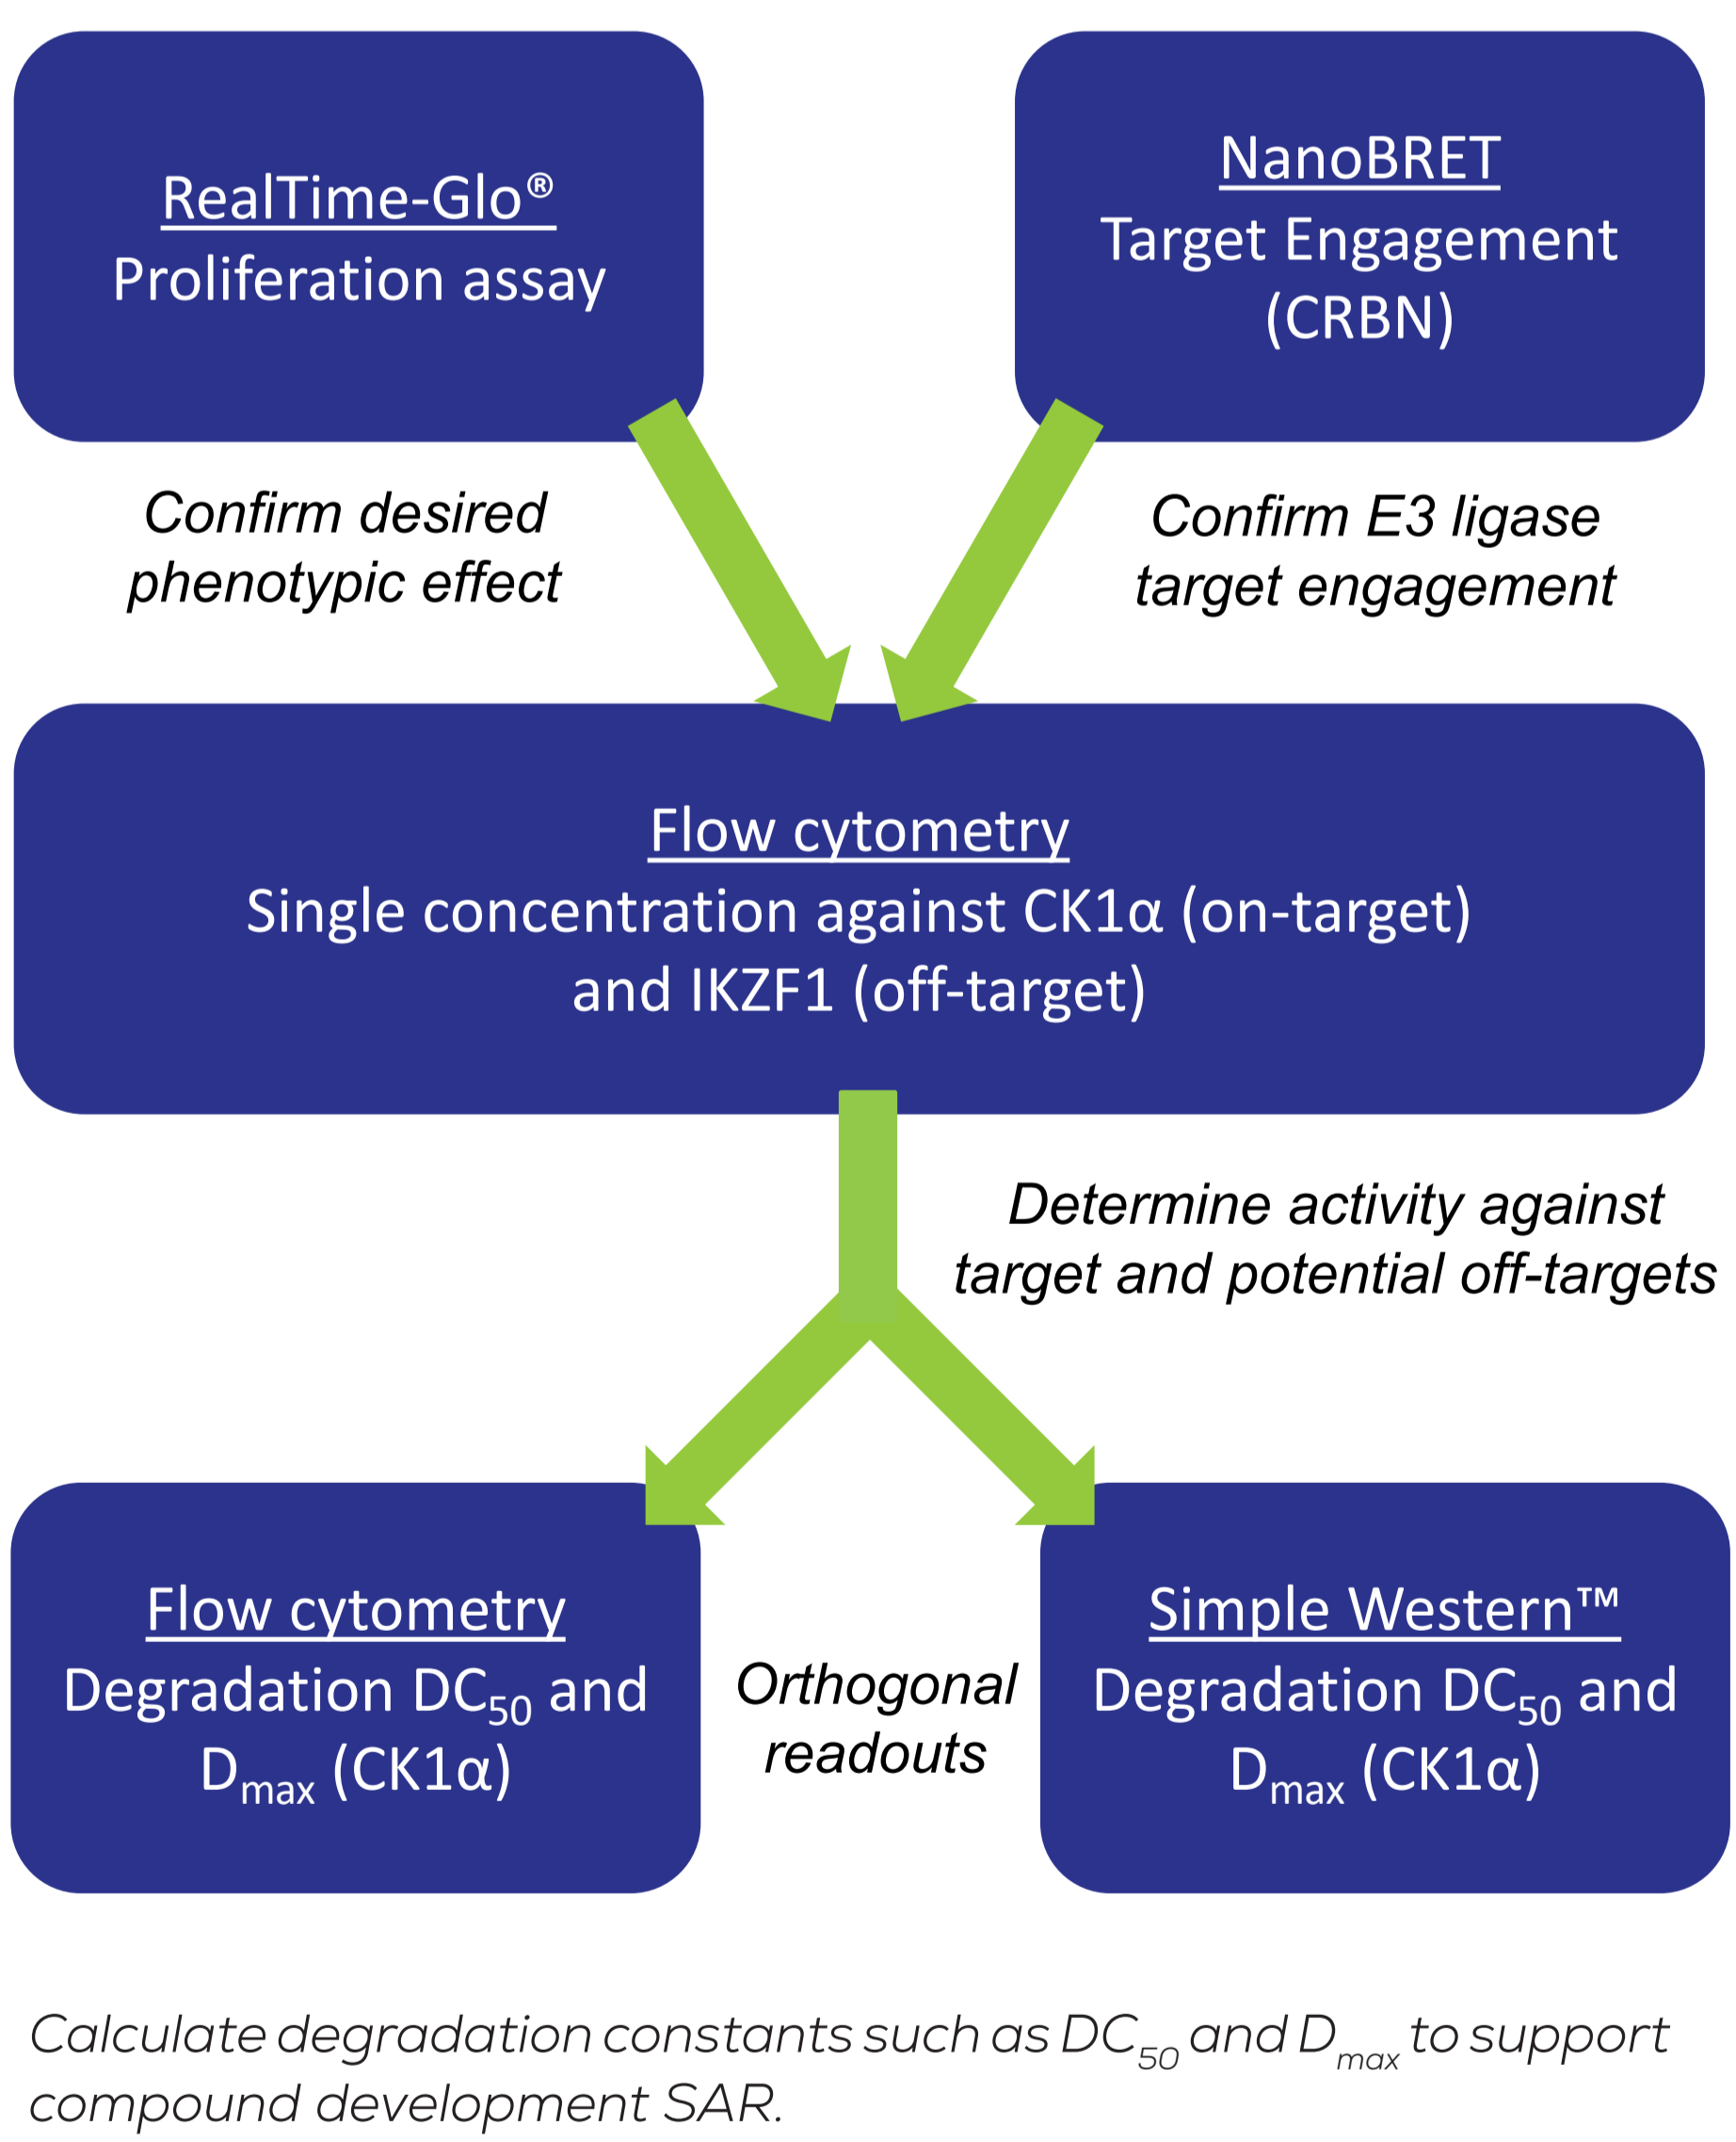 RealTime-Glo®
Proliferation assay
NanoBRET
Target Engagement
(CRBN)
Confirm desired
phenotypic effect
Confirm E3 ligase
target engagement
Flow cytometry
Single concentration against CK1α (on-target)
and IKZF1 (off-target)
Determine activity against
target and potential off-targets
Flow cytometry
Degradation DC50 and
Dmax (CK1α)
Orthogonal
readouts
Simple Western™
Degradation DC50 and
Dmax (CK1α)
Calculate degradation constants such as DC50 and Dmax to support
compound development SAR.